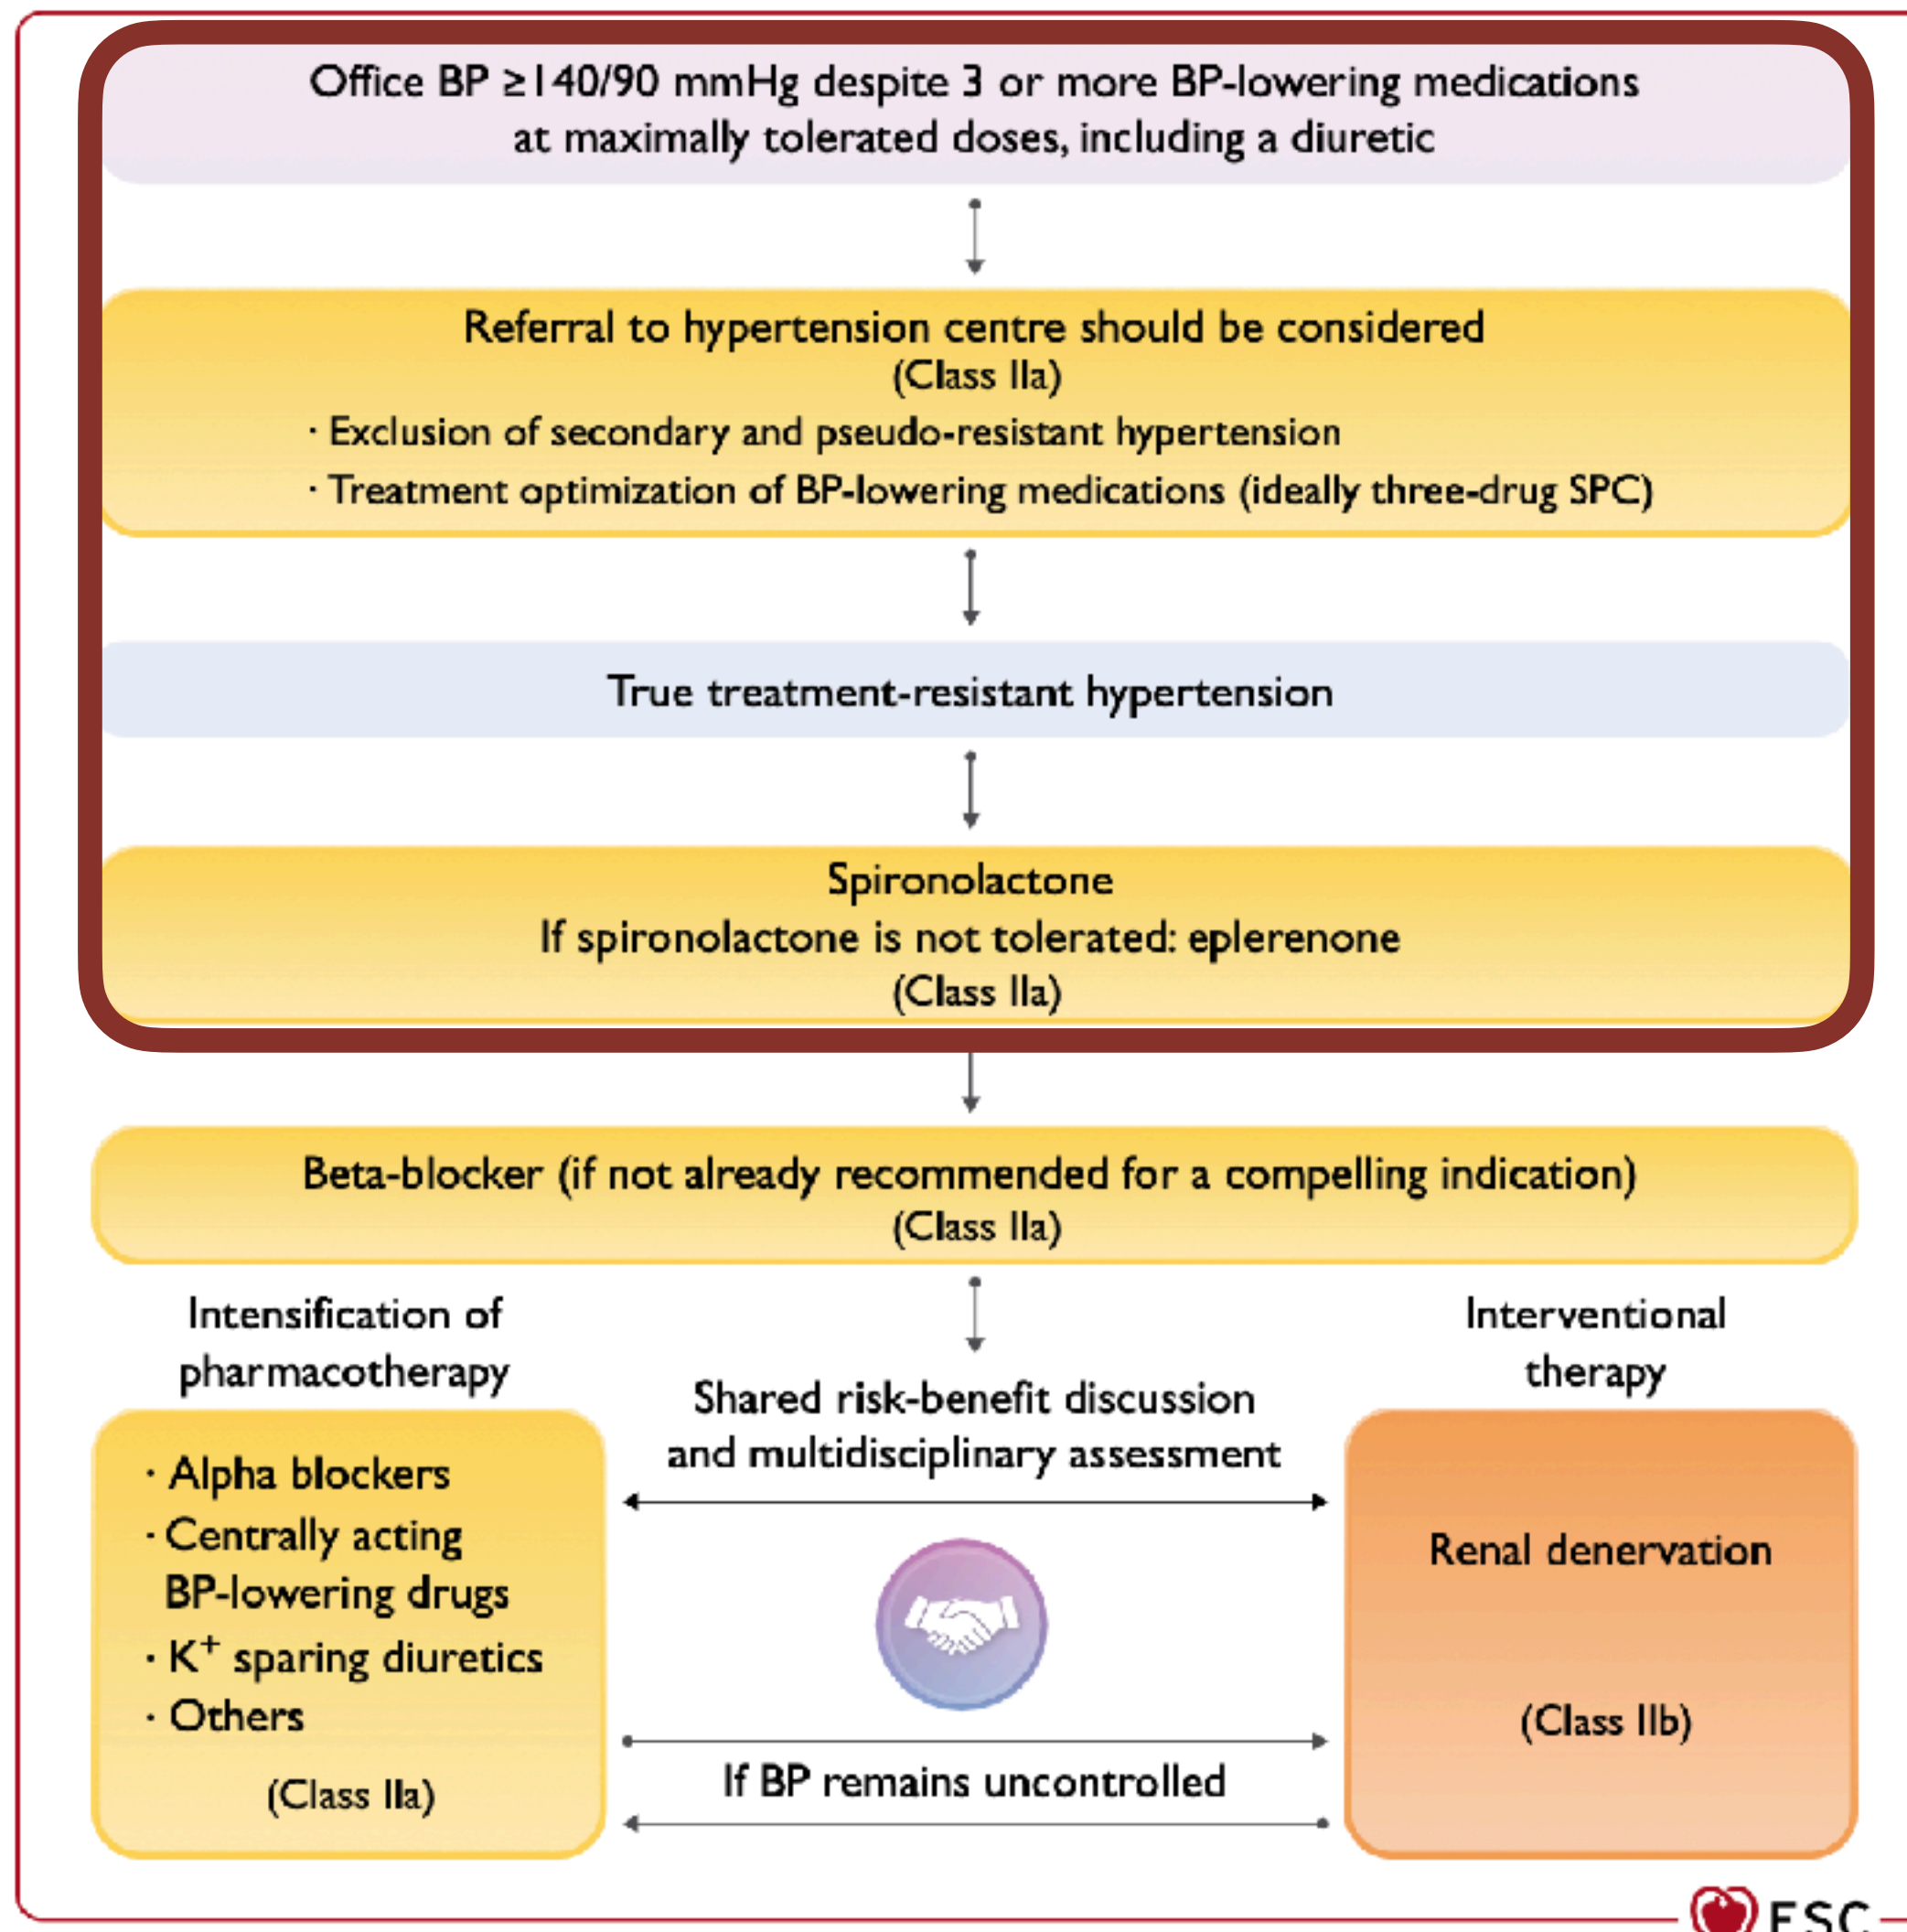 Office BP ≥140/90 mmHg despite 3 or more BP-lowering medications
at maximally tolerated doses, including a diuretic
Referral to hypertension centre should be considered
(Class IIa)
· Exclusion of secondary and pseudo-resistant hypertension
· Treatment optimization of BP-lowering medications (ideally three-drug SPC)
True treatment-resistant hypertension
Spironolactone
If spironolactone is not tolerated: eplerenone
(Class IIa)
Beta-blocker (if not already recommended for a compelling indication)
(Class IIa)
Intensification of
pharmacotherapy
· Alpha blockers
· Centrally acting
BP-lowering drugs
· K⁺ sparing diuretics
· Others
(Class IIa)
Shared risk-benefit discussion
and multidisciplinary assessment
If BP remains uncontrolled
Interventional
therapy
Renal denervation
(Class IIb)
ESC